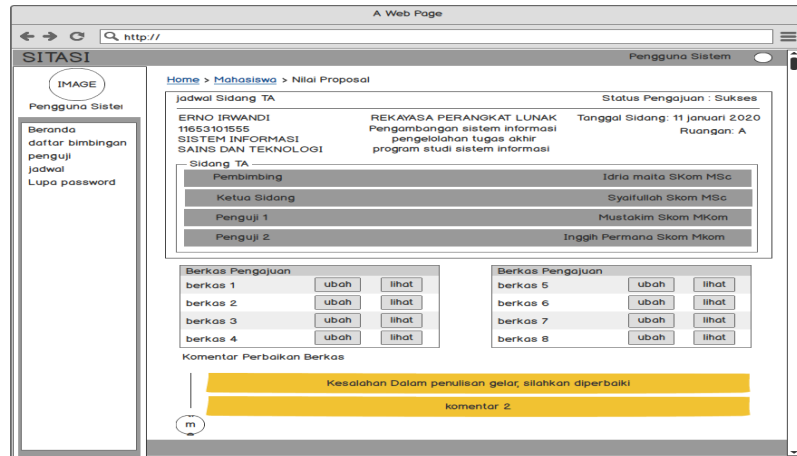 A Web Page
http://
SITASI
Pengguna Sistem
IMAGE
Pengguna Sister
Beranda
daftar bimbingan
penguji
jadwal
Lupa password
Home > Mahasiswa > Nilai Proposal
jadwal Sidang TA
Status Pengajuan : Sukses
ERNO IRWANDI
11653101555
SISTEM INFORMASI
SAINS DAN TEKNOLOGI
REKAYASA PERANGKAT LUNAK
Pengambangan sistem informasi
pengelolahan tugas akhir
program studi sistem informasi
Tanggal Sidang: 11 januari 2020
Ruangan: A
Sidang TA
Pembimbing Idria maita SKom MSc
Ketua Sidang Syaifullah Skom MSc
Penguji 1 Mustakim Skom MKom
Penguji 2 Inggih Permana Skom Mkom
Berkas Pengajuan
berkas 1 ubah lihat
berkas 2 ubah lihat
berkas 3 ubah lihat
berkas 4 ubah lihat
Berkas Pengajuan
berkas 5 ubah lihat
berkas 6 ubah lihat
berkas 7 ubah lihat
berkas 8 ubah lihat
Komentar Perbaikan Berkas
Kesalahan Dalam penulisan gelar, silahkan diperbaiki
komentar 2